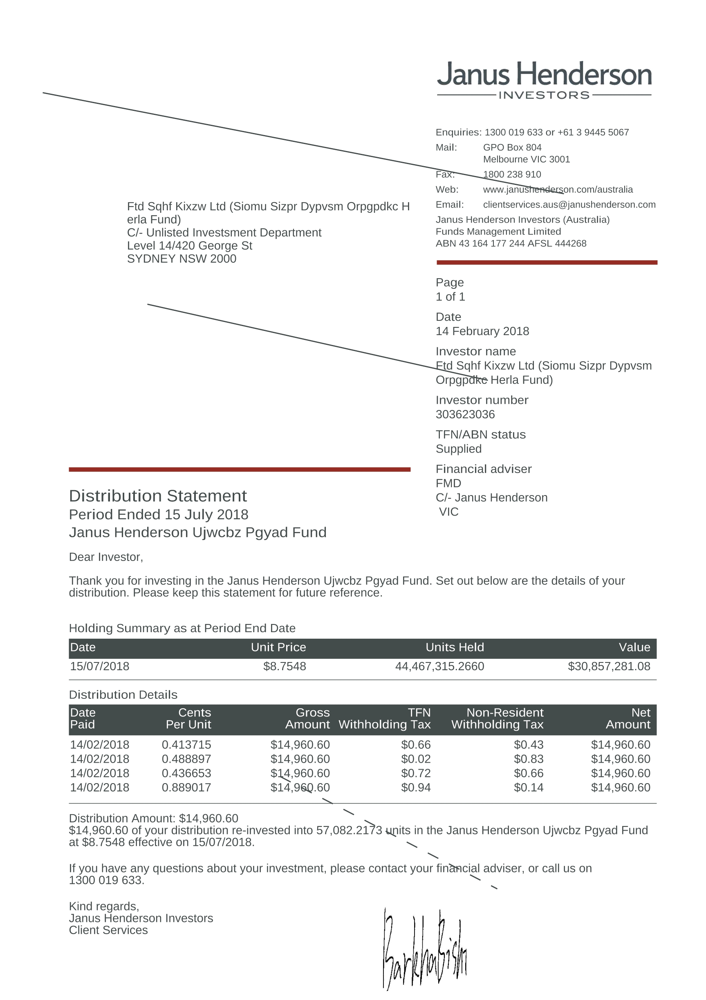 Janus Henderson
INVESTORS
Enquiries: 1300 019 633 or +61 3 9445 5067
Mail: GPO Box 804
Melbourne VIC 3001
Fax: 1800 238 910
Web: www.janushenderson.com/australia
Email: clientservices.aus@janushenderson.com
Janus Henderson Investors (Australia)
Funds Management Limited
ABN 43 164 177 244 AFSL 444268
Ftd Sqhf Kixzw Ltd (Siomu Sizpr Dypvsm Orpgpdkc H
erla Fund)
C/- Unlisted Investsment Department
Level 14/420 George St
SYDNEY NSW 2000
Page
1 of 1
Date
14 February 2018
Investor name
Ftd Sqhf Kixzw Ltd (Siomu Sizpr Dypvsm
Orpgpdkc Herla Fund)
Investor number
303623036
TFN/ABN status
Supplied
Financial adviser
FMD
C/- Janus Henderson
VIC
Distribution Statement
Period Ended 15 July 2018
Janus Henderson Ujwcbz Pgyad Fund
Dear Investor,
Thank you for investing in the Janus Henderson Ujwcbz Pgyad Fund. Set out below are the details of your
distribution. Please keep this statement for future reference.
Holding Summary as at Period End Date
Date Unit Price Units Held Value
15/07/2018 $8.7548 44,467,315.2660 $30,857,281.08
Distribution Details
Date Cents Gross TFN Non-Resident Net
Paid Per Unit Amount Withholding Tax Withholding Tax Amount
14/02/2018 0.413715 $14,960.60 $0.66 $0.43 $14,960.60
14/02/2018 0.488897 $14,960.60 $0.02 $0.83 $14,960.60
14/02/2018 0.436653 $14,960.60 $0.72 $0.66 $14,960.60
14/02/2018 0.889017 $14,960.60 $0.94 $0.14 $14,960.60
Distribution Amount: $14,960.60
$14,960.60 of your distribution re-invested into 57,082.2173 units in the Janus Henderson Ujwcbz Pgyad Fund
at $8.7548 effective on 15/07/2018.
If you have any questions about your investment, please contact your financial adviser, or call us on
1300 019 633.
Kind regards,
Janus Henderson Investors
Client Services